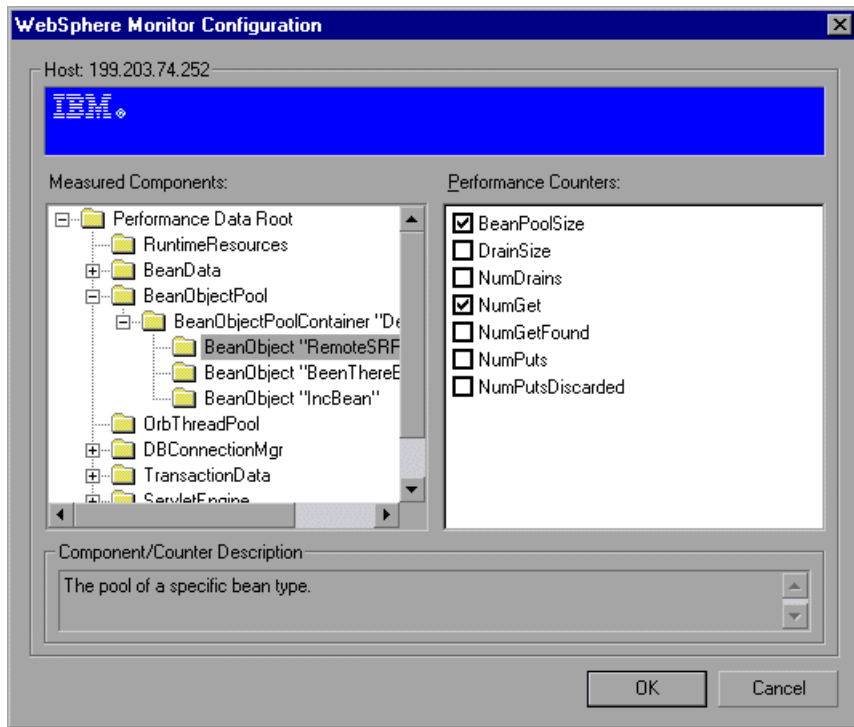 WebSphere Monitor Configuration
Host: 199.203.74.252
IBM®
Measured Components:
Performance Data Root
RuntimeResources
BeanData
BeanObjectPool
BeanObjectPoolContainer "De
BeanObject "RemoteSRF
BeanObject "BeenThereE
BeanObject "IncBean"
OrbThreadPool
DBConnectionMgr
TransactionData
ServletEngine
Performance Counters:
BeanPoolSize
DrainSize
NumDrains
NumGet
NumGetFound
NumPuts
NumPutsDiscarded
Component/Counter Description
The pool of a specific bean type.
OK Cancel